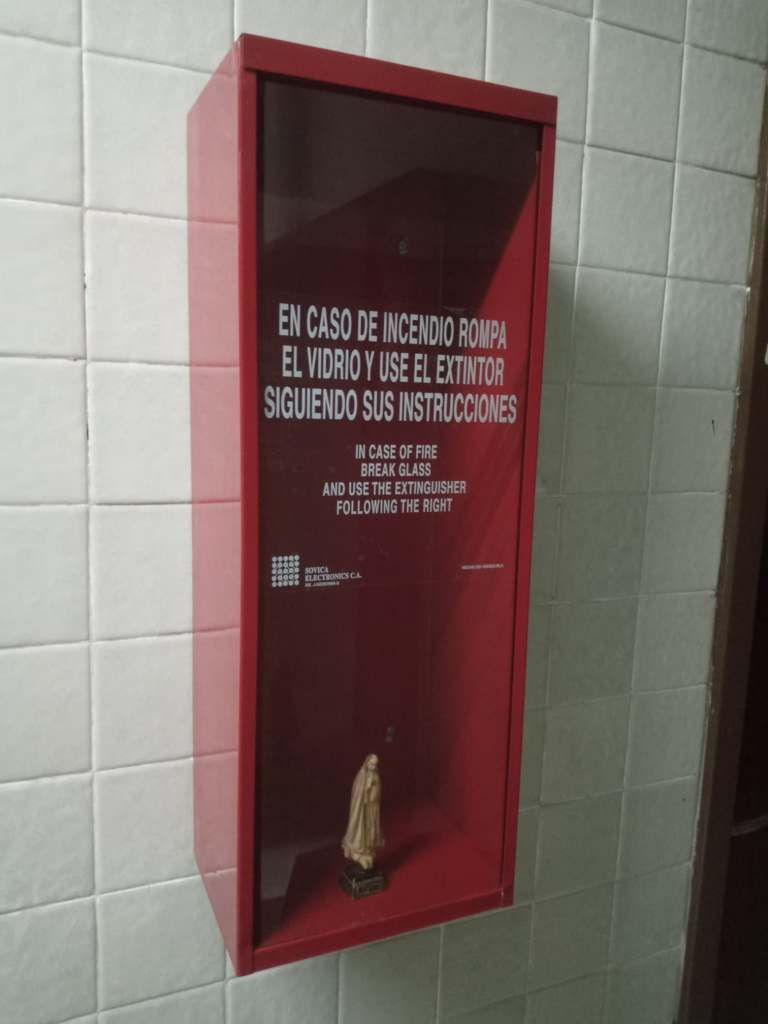 EN CASO DE INCENDIO ROMPA
EL VIDRIO Y USE EL EXTINTOR
SIGUIENDO SUS INSTRUCCIONES
IN CASE OF FIRE
BREAK GLASS
AND USE THE EXTINGUISHER
FOLLOWING THE RIGHT
SOVICA
ELECTRONICS C.A.